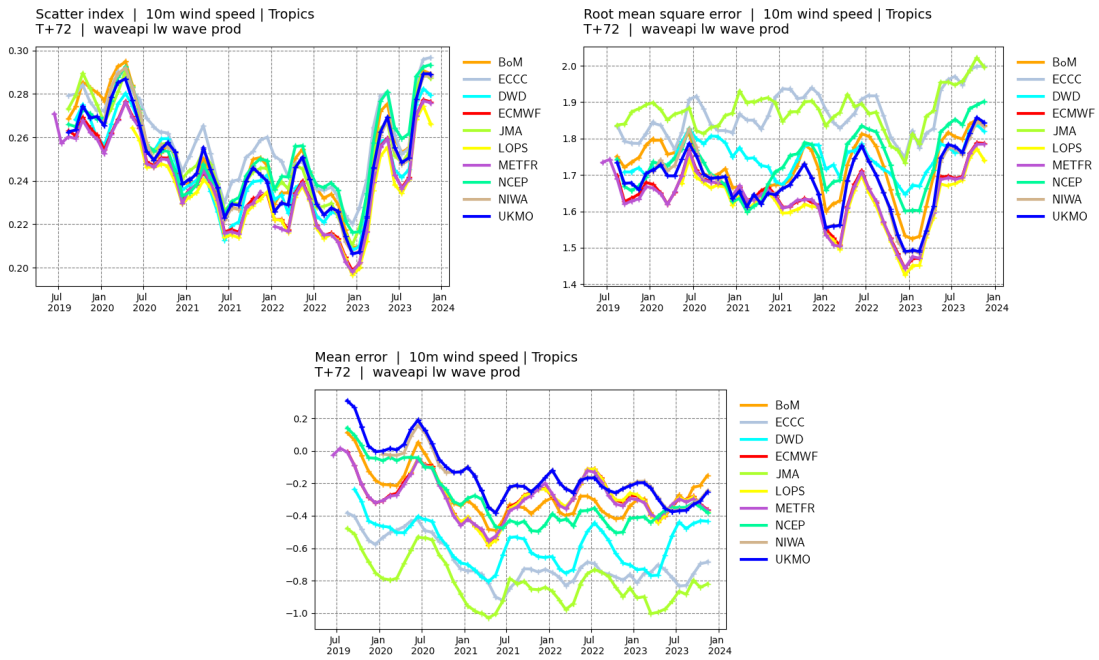 Scatter index | 10m wind speed | Tropics
T+72 | waveapi lw wave prod
0.30
0.28
0.26
0.24
0.22
0.20
Jul
2019
Jan
2020
Jul
2020
Jan
2021
Jul
2021
Jan
2022
Jul
2022
Jan
2023
Jul
2023
Jan
2024
BoM
ECCC
DWD
ECMWF
JMA
LOPS
METFR
NCEP
NIWA
UKMO
Root mean square error | 10m wind speed | Tropics
T+72 | waveapi lw wave prod
2.0
1.9
1.8
1.7
1.6
1.5
1.4
Jul
2019
Jan
2020
Jul
2020
Jan
2021
Jul
2021
Jan
2022
Jul
2022
Jan
2023
Jul
2023
Jan
2024
BoM
ECCC
DWD
ECMWF
JMA
LOPS
METFR
NCEP
NIWA
UKMO
Mean error | 10m wind speed | Tropics
T+72 | waveapi lw wave prod
0.2
0.0
−0.2
−0.4
−0.6
−0.8
−1.0
Jul
2019
Jan
2020
Jul
2020
Jan
2021
Jul
2021
Jan
2022
Jul
2022
Jan
2023
Jul
2023
Jan
2024
BoM
ECCC
DWD
ECMWF
JMA
LOPS
METFR
NCEP
NIWA
UKMO